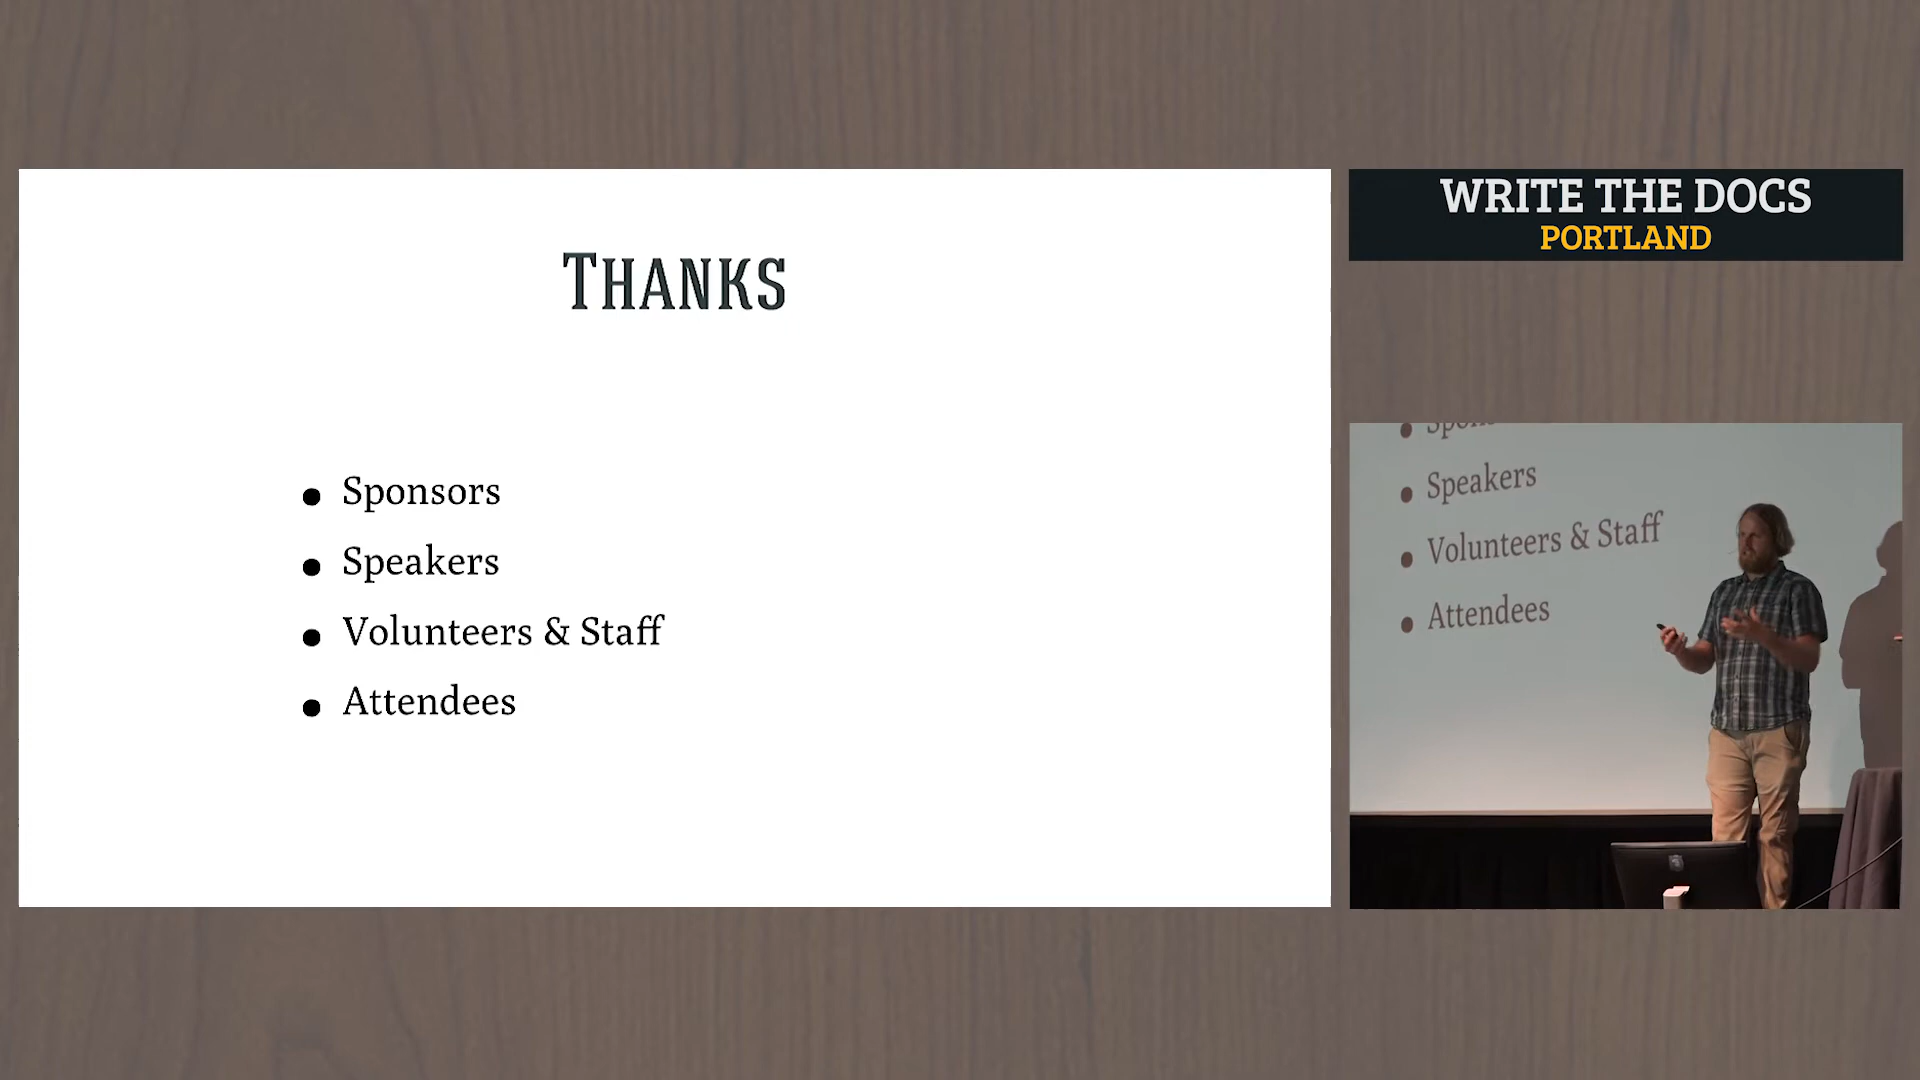 THANKS
Sponsors
Speakers
Volunteers & Staff
Attendees
WRITE THE DOCS
PORTLAND
Speakers
Volunteers & Staff
Attendees